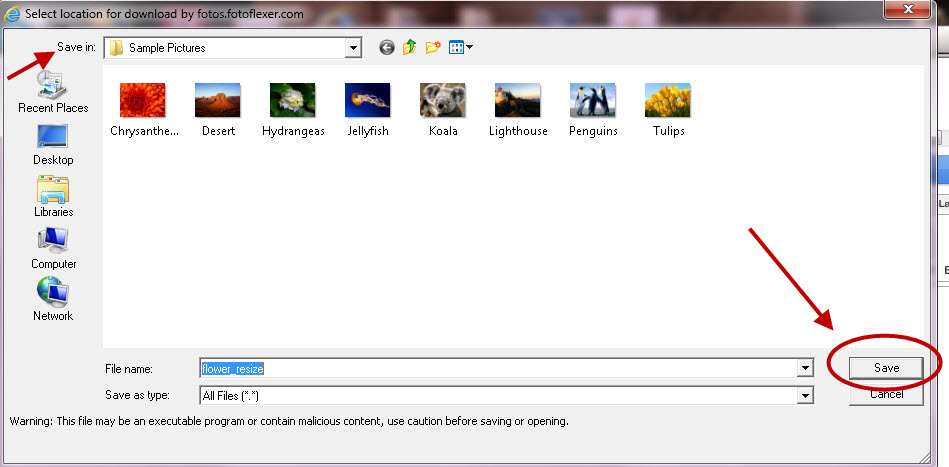 Select location for download by fotos.fotoflexer.com
Save in:
Sample Pictures
Recent Places
Desktop
Libraries
Computer
Network
Chrysanthe...
Desert
Hydrangeas
Jellyfish
Koala
Lighthouse
Penguins
Tulips
La
File name:
flower_resize
Save
Save as type:
All Files (*.*)
Cancel
Warning: This file may be an executable program or contain malicious content, use caution before saving or opening.